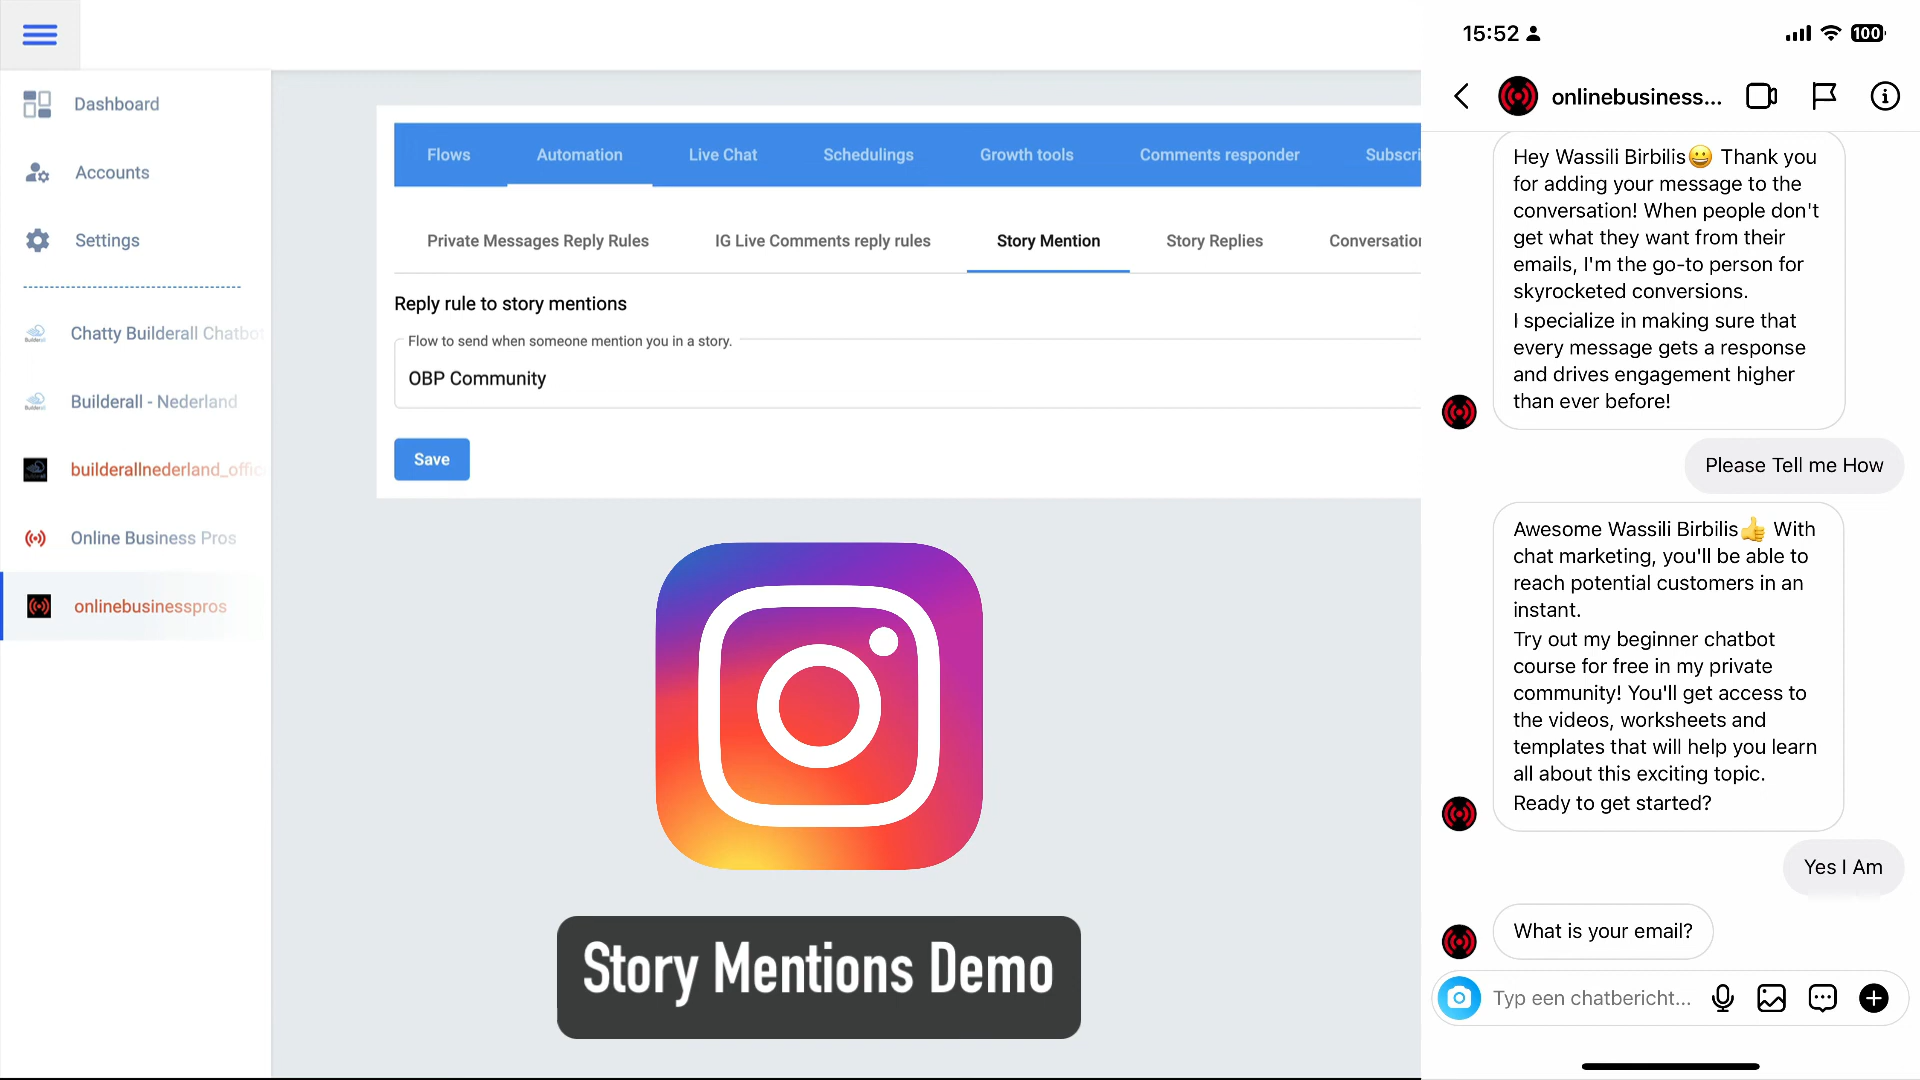 Dashboard
Accounts
Settings
Chatty Builderall Chatbot
Builderall - Nederland
builderallnederland_offic
Online Business Pros
onlinebusinesspros
Flows Automation Live Chat Schedulings Growth tools Comments responder Subscri
Private Messages Reply Rules IG Live Comments reply rules Story Mention Story Replies Conversation
Reply rule to story mentions
Flow to send when someone mention you in a story.
OBP Community
Save
Story Mentions Demo
15:52
100
onlinebusiness...
Hey Wassili Birbilis😀 Thank you
for adding your message to the
conversation! When people don't
get what they want from their
emails, I'm the go-to person for
skyrocketed conversions.
I specialize in making sure that
every message gets a response
and drives engagement higher
than ever before!
Please Tell me How
Awesome Wassili Birbilis👍 With
chat marketing, you'll be able to
reach potential customers in an
instant.
Try out my beginner chatbot
course for free in my private
community! You'll get access to
the videos, worksheets and
templates that will help you learn
all about this exciting topic.
Ready to get started?
Yes I Am
What is your email?
Typ een chatbericht...